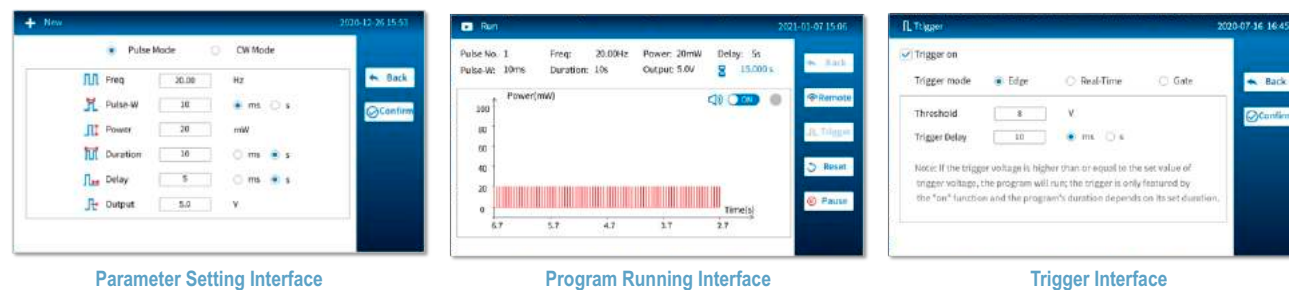 New 2020-12-26 15:53
Pulse Mode CW Mode
Freq 20.00 Hz
Pulse-W 10 ms s
Power 20 mW
Duration 10 ms s
Delay 5 ms s
Output 5.0 V
Back
Confirm
Parameter Setting Interface
Run 2021-01-07 15:06
Pulse No. 1 Freq: 20.00Hz Power: 20mW Delay: 5s
Pulse-W: 10ms Duration: 10s Output: 5.0V 15.000 s
Power(mW)
ON
100
80
60
40
20
0
Time(s)
6.7 5.7 4.7 3.7 2.7
Back
Remote
Trigger
Reset
Pause
Program Running Interface
Trigger 2020-07-16 16:45
Trigger on
Trigger mode Edge Real-Time Gate
Threshold 8 V
Trigger Delay 10 ms s
Note: If the trigger voltage is higher than or equal to the set value of
trigger voltage, the program will run; the trigger is only featured by
the "on" function and the program's duration depends on its set duration.
Back
Confirm
Trigger Interface